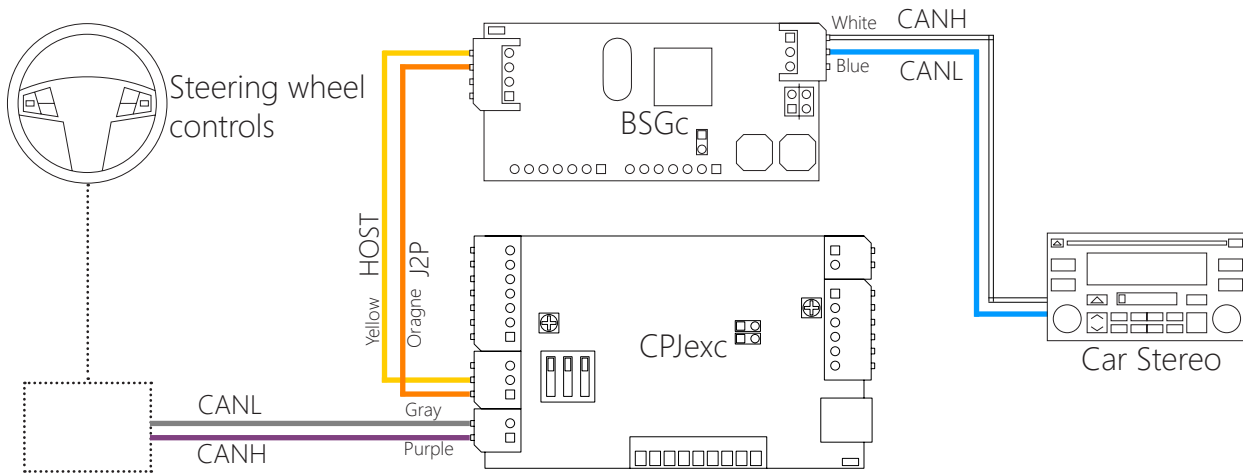 White CANH
Blue
CANL
Steering wheel
controls
BSGc
HOST
J2P
Yellow
Oragne
CPJexc
Car Stereo
CANL
Gray
CANH
Purple